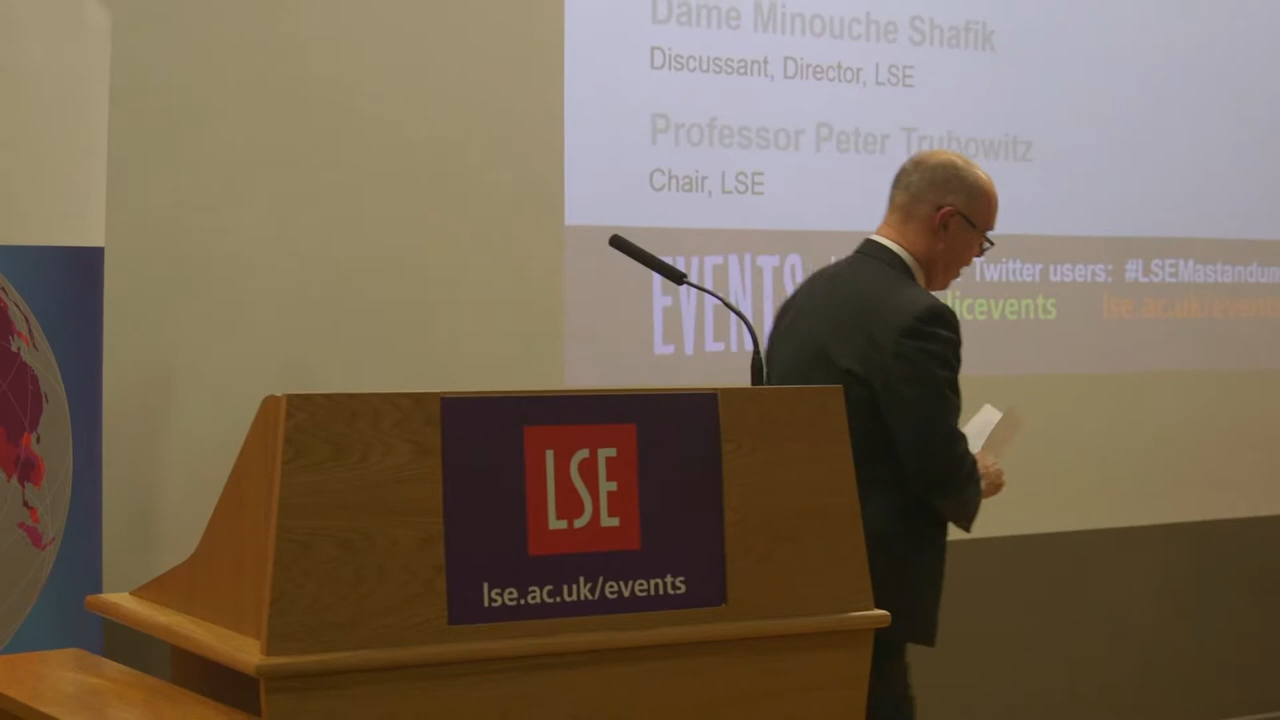 Dame Minouche Shafik
Discussant, Director, LSE
Professor Peter Trubowitz
Chair, LSE
EVENTS
Twitter users: #LSEMastandun
licevents
lse.ac.uk/events
LSE
lse.ac.uk/events